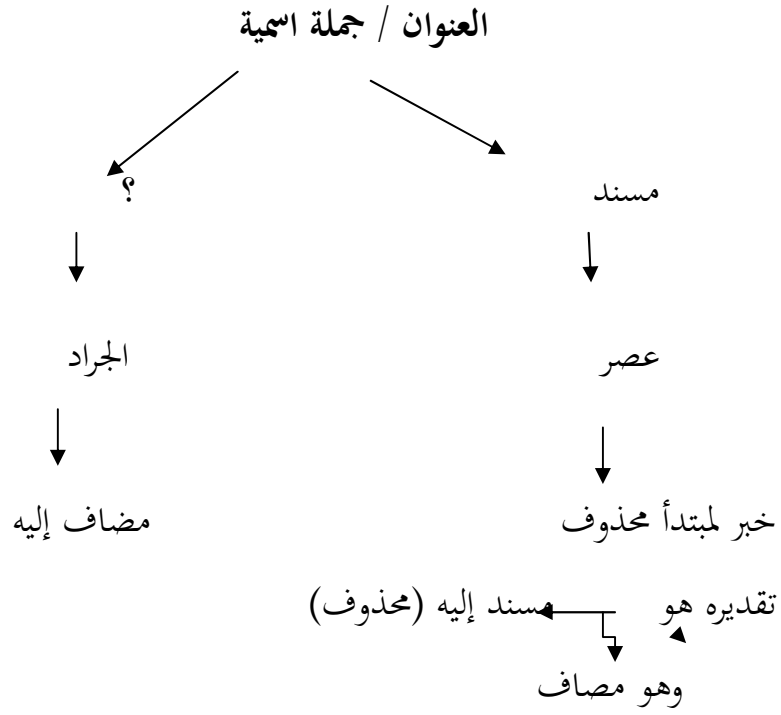 العنوان / جملة اسمية
مسند ؟
عصر الجراد
خبر لمبتدأ محذوف مضاف إليه
تقديره هو مسند إليه (محذوف)
وهو مصاف